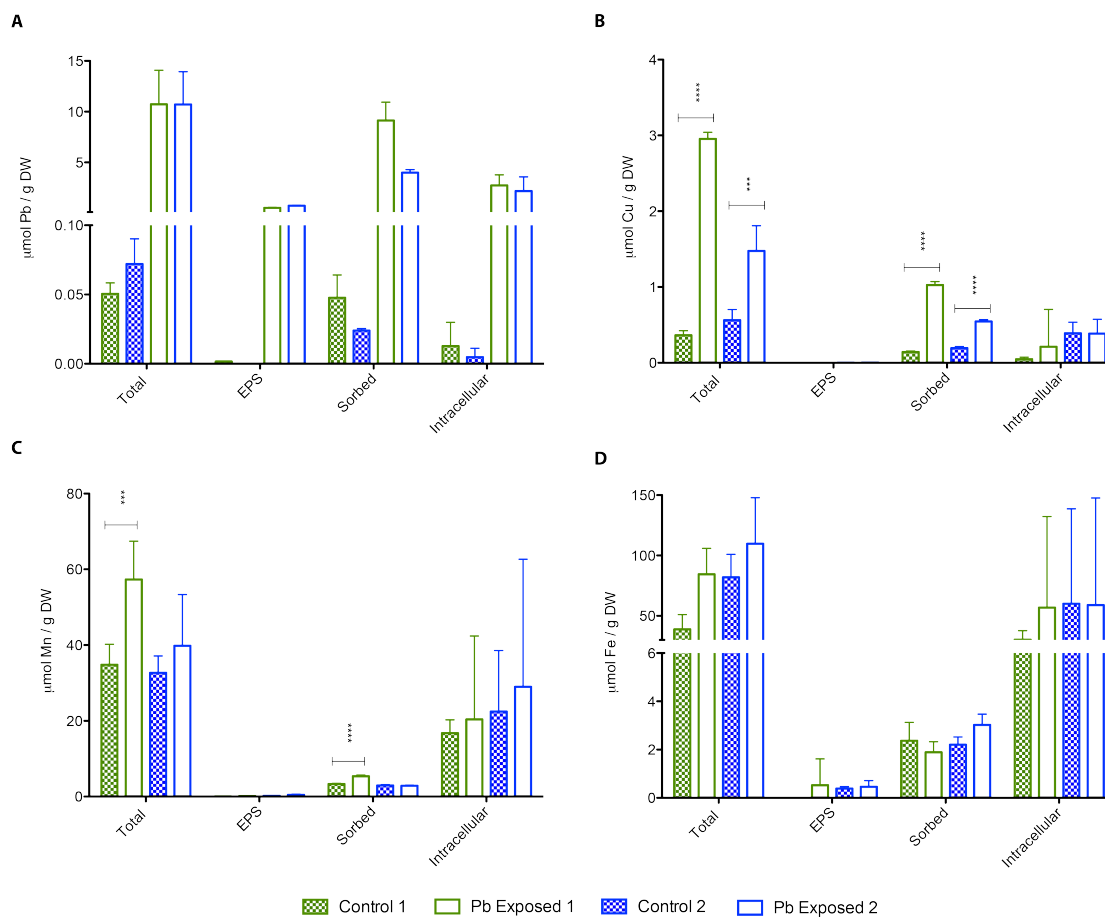 A
μmol Pb / g DW
15
10
5
0.10
0.05
0.00
Total
EPS
Sorbed
Intracellular
B
μmol Cu / g DW
4
3
2
1
0
****
***
****
****
Total
EPS
Sorbed
Intracellular
C
μmol Mn / g DW
80
60
40
20
0
***
****
Total
EPS
Sorbed
Intracellular
D
μmol Fe / g DW
150
100
50
6
4
2
0
Total
EPS
Sorbed
Intracellular
Control 1 Pb Exposed 1 Control 2 Pb Exposed 2